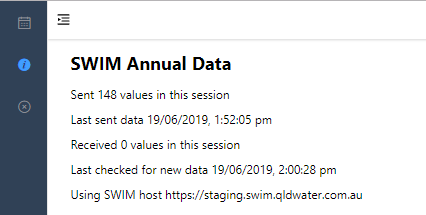 SWIM Annual Data
Sent 148 values in this session
Last sent data 19/06/2019, 1:52:05 pm
Received 0 values in this session
Last checked for new data 19/06/2019, 2:00:28 pm
Using SWIM host https://staging.swim.qldwater.com.au